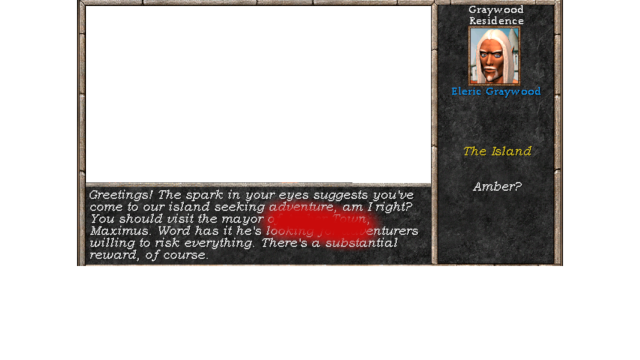 Graywood
Residence
Eleric Graywood
The Island
Amber?
Greetings! The spark in your eyes suggests you've
come to our island seeking adventure, am I right?
You should visit the mayor Town,
Maximus. Word has it he's looking
willing to risk everything. There's a substantial
reward, of course.